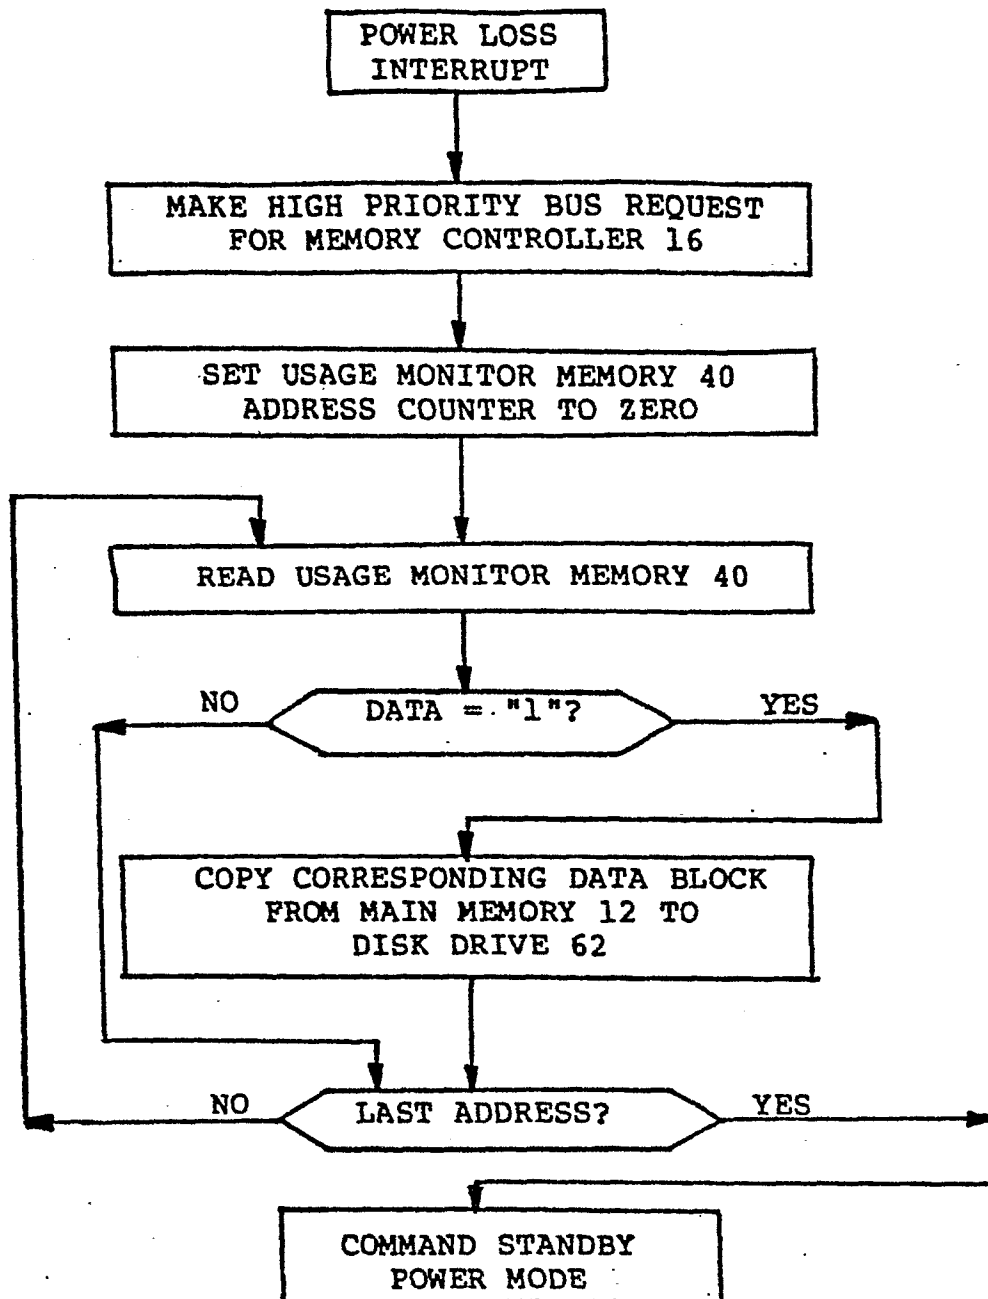 POWER LOSS
INTERRUPT
MAKE HIGH PRIORITY BUS REQUEST
FOR MEMORY CONTROLLER 16
SET USAGE MONITOR MEMORY 40
ADDRESS COUNTER TO ZERO
READ USAGE MONITOR MEMORY 40
NO
DATA = "1"?
YES
COPY CORRESPONDING DATA BLOCK
FROM MAIN MEMORY 12 TO
DISK DRIVE 62
NO
LAST ADDRESS?
YES
COMMAND STANDBY
POWER MODE